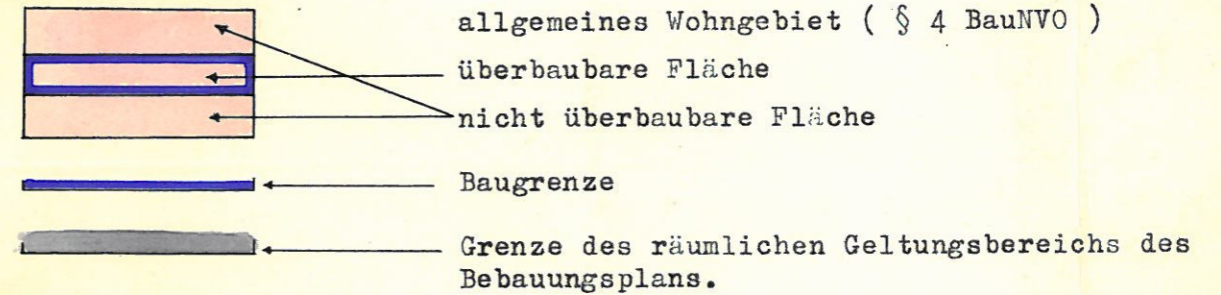 allgemeines Wohngebiet ( § 4 BauNVO )
überbaubare Fläche
nicht überbaubare Fläche
Baugrenze
Grenze des räumlichen Geltungsbereichs des
Bebauungsplans.